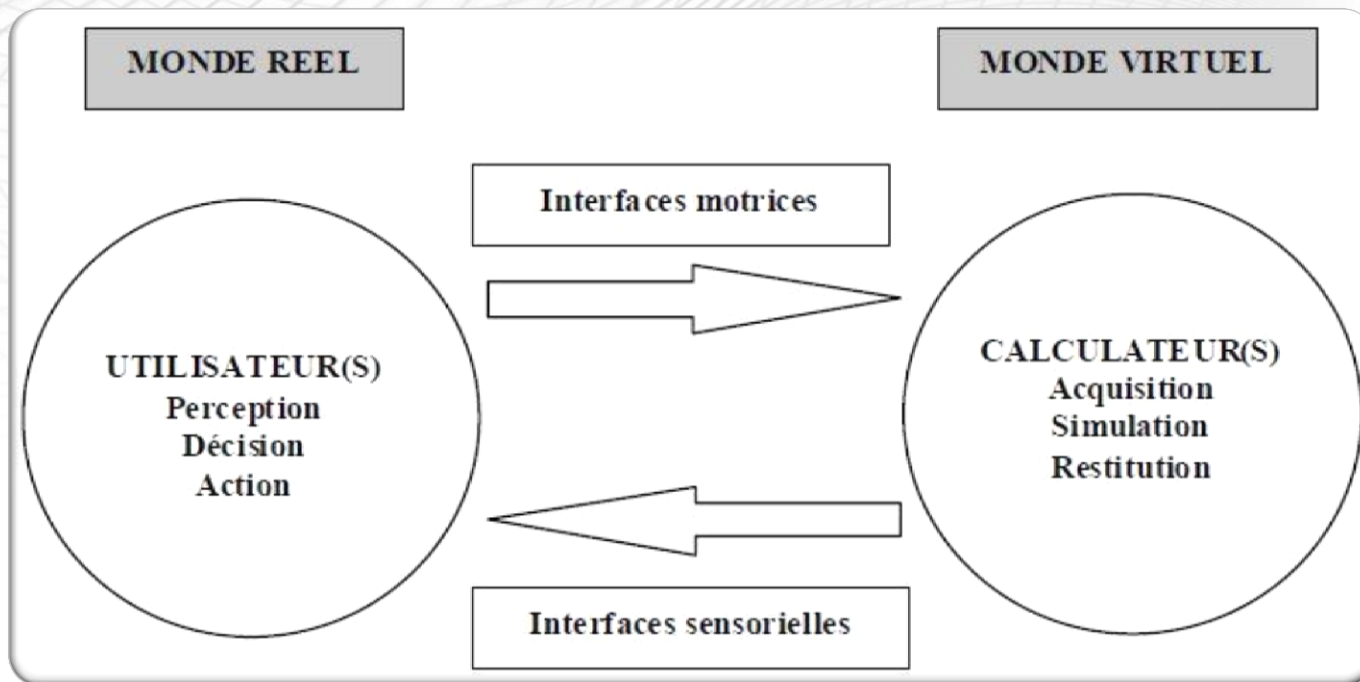 MONDE REEL
MONDE VIRTUEL
Interfaces motrices
UTILISATEUR(S)
Perception
Décision
Action
CALCULATEUR(S)
Acquisition
Simulation
Restitution
Interfaces sensorielles